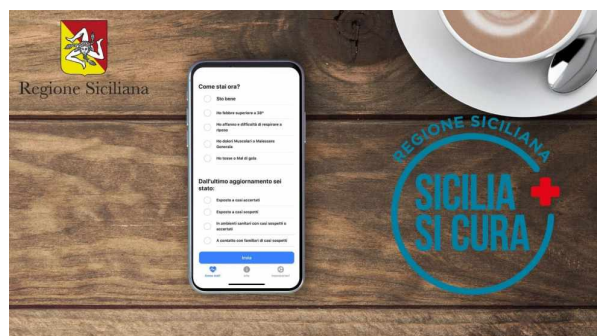 Regione Siciliana
Come stai ora?
Sto bene
Ho febbre superiore a 38°
Ho affanno e difficoltà di respirare a
riposo
Ho dolori Muscolari o Malessere
Generale
Ho tosse o Mal di gola
Dall'ultimo aggiornamento sei
stato:
Esposto a casi accertati
Esposto a casi sospetti
In ambienti sanitari con casi sospetti o
accertati
A contatto con familiari di casi sospetti
Invia
REGIONE SICILIANA
SICILIA
SI CURA